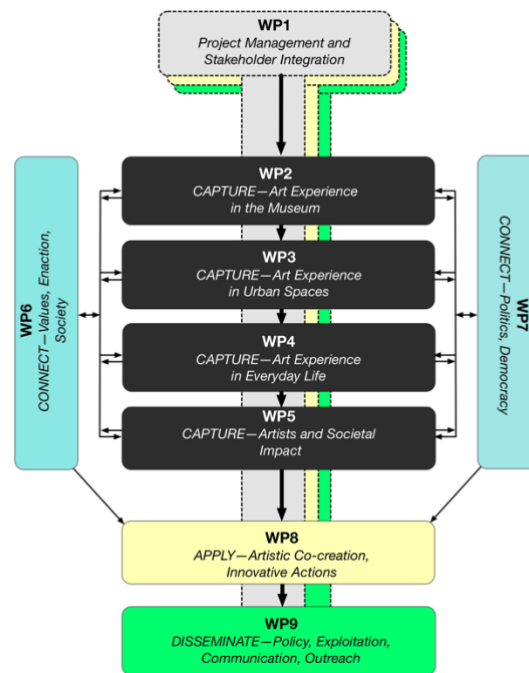 WP1
Project Management and
Stakeholder Integration
WP2
CAPTURE—Art Experience
in the Museum
WP3
CAPTURE—Art Experience
in Urban Spaces
WP4
CAPTURE—Art Experience
in Everyday Life
WP5
CAPTURE—Artists and Societal
Impact
WP6
CONNECT—Values, Enaction,
Society
WP7
CONNECT—Politics, Democracy
WP8
APPLY—Artistic Co-creation,
Innovative Actions
WP9
DISSEMINATE—Policy, Exploitation,
Communication, Outreach